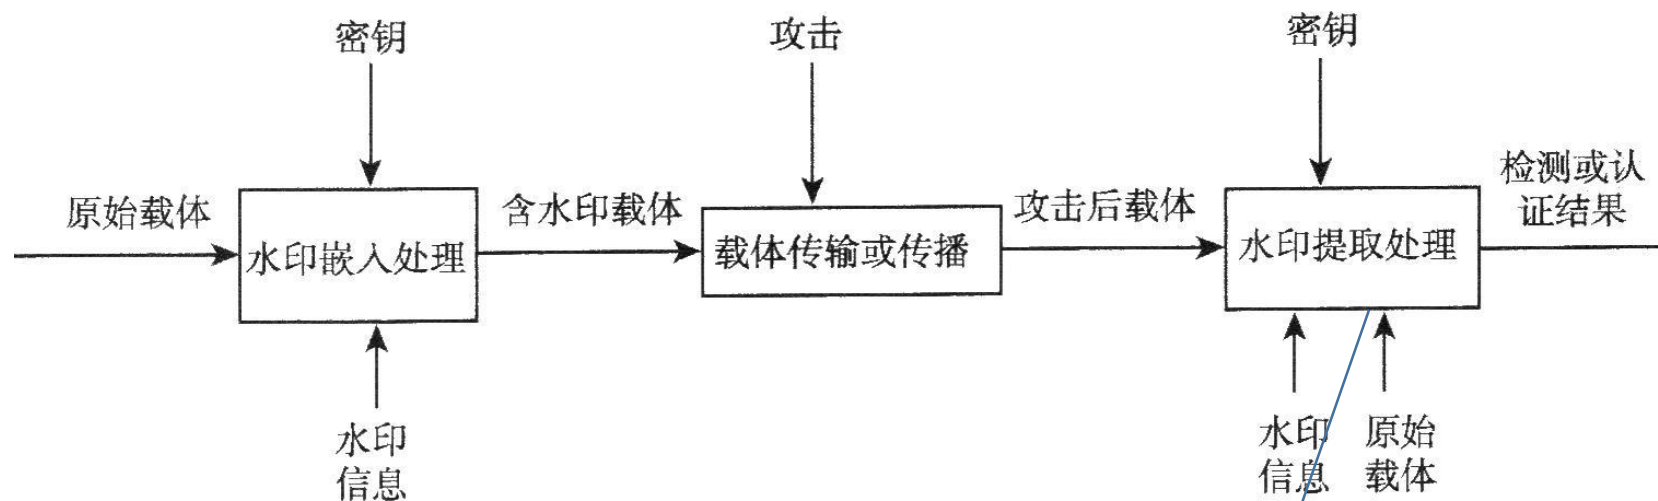 密钥
攻击
密钥
原始载体
水印嵌入处理
含水印载体
载体传输或传播
攻击后载体
水印提取处理
检测或认
证结果
水印
信息
水印
信息
原始
载体